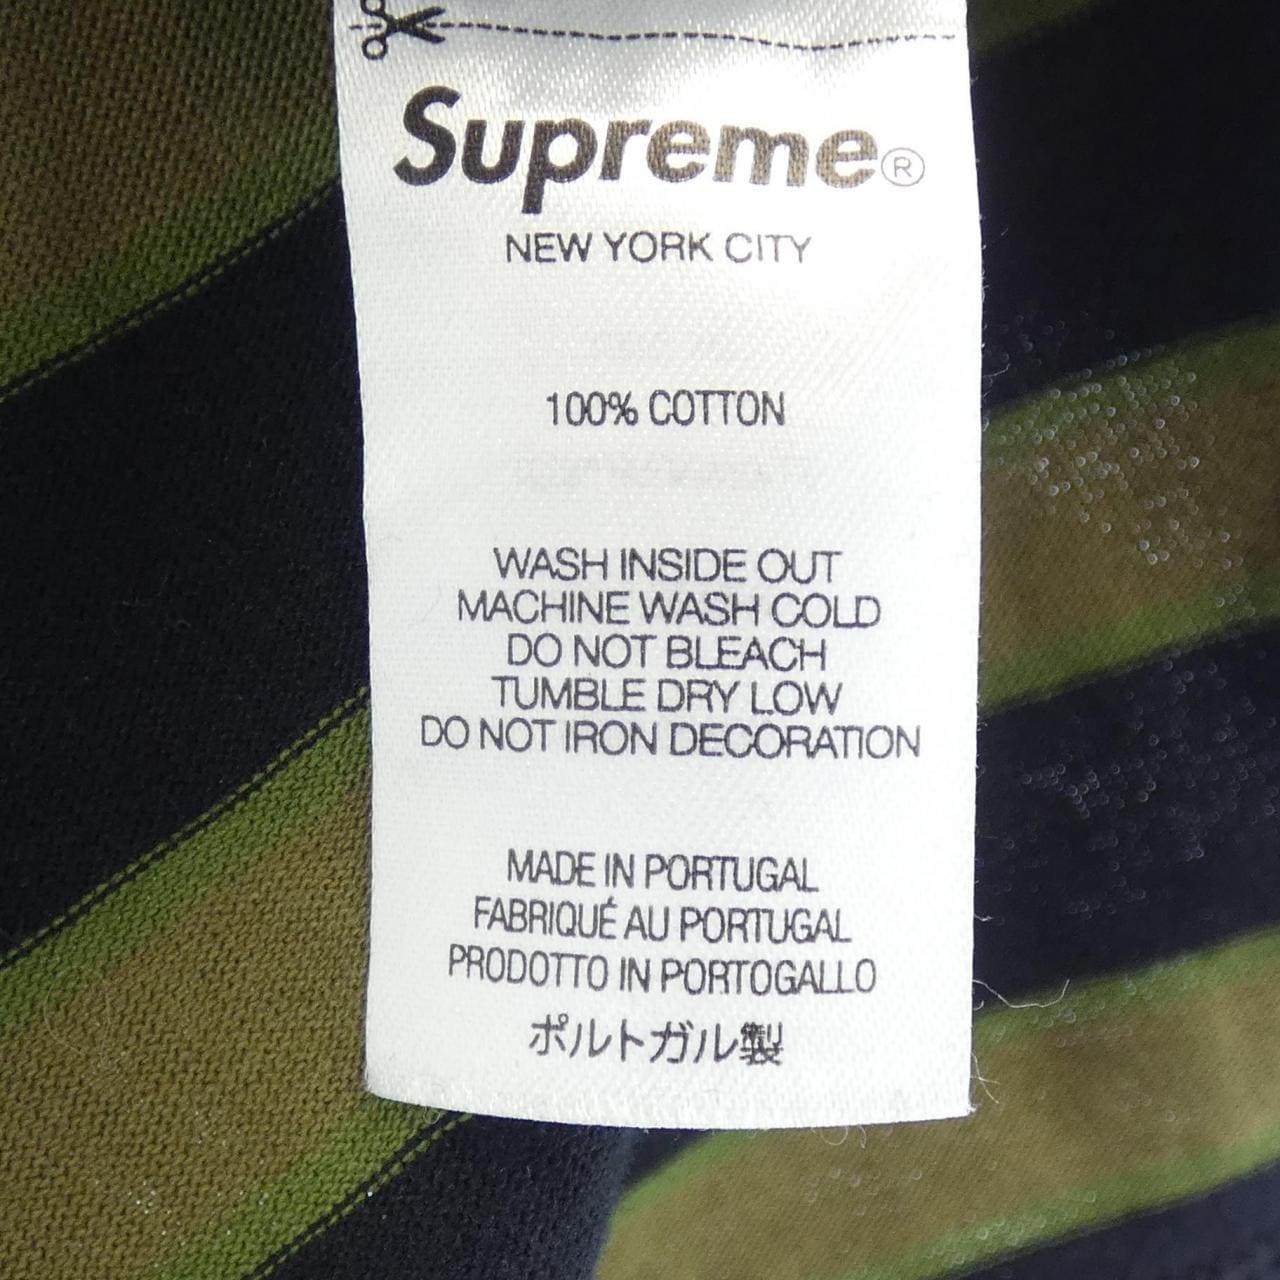 Supreme®
NEW YORK CITY
100% COTTON
WASH INSIDE OUT
MACHINE WASH COLD
DO NOT BLEACH
TUMBLE DRY LOW
DO NOT IRON DECORATION
MADE IN PORTUGAL
FABRIQUÉ AU PORTUGAL
PRODOTTO IN PORTOGALLO
ポルトガル製